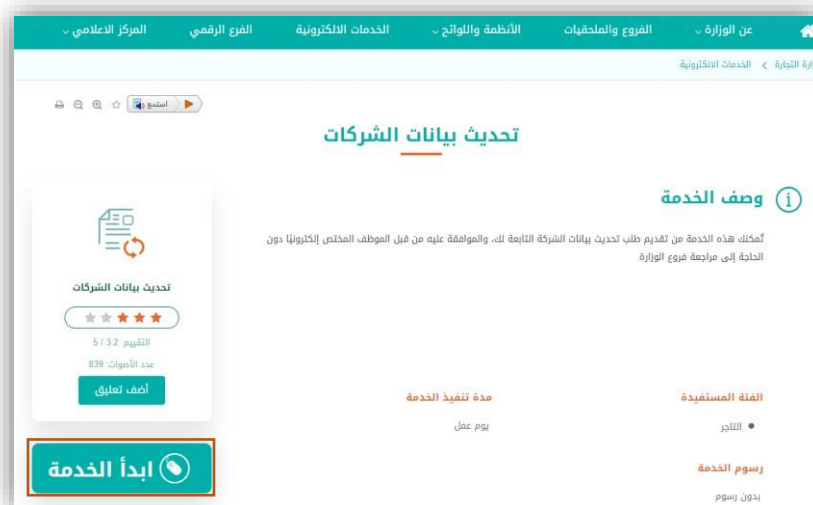 عن الوزارة
الفروع والملحقيات
الأنظمة واللوائح
الخدمات الالكترونية
الفرع الرقمي
المركز الاعلامي
وزارة التجارة > الخدمات الالكترونية
استمع
تحديث بيانات الشركات
وصف الخدمة
تُمكنك هذه الخدمة من تقديم طلب تحديث بيانات الشركة التابعة لك، والموافقة عليه من قبل الموظف المختص إلكترونيًا دون
الحاجة إلى مراجعة فروع الوزارة.
تحديث بيانات الشركات
التقييم: 3.2 / 5
عدد الأصوات: 839
أضف تعليق
ابدأ الخدمة
الفئة المستفيدة
التاجر
مدة تنفيذ الخدمة
يوم عمل
رسوم الخدمة
بدون رسوم